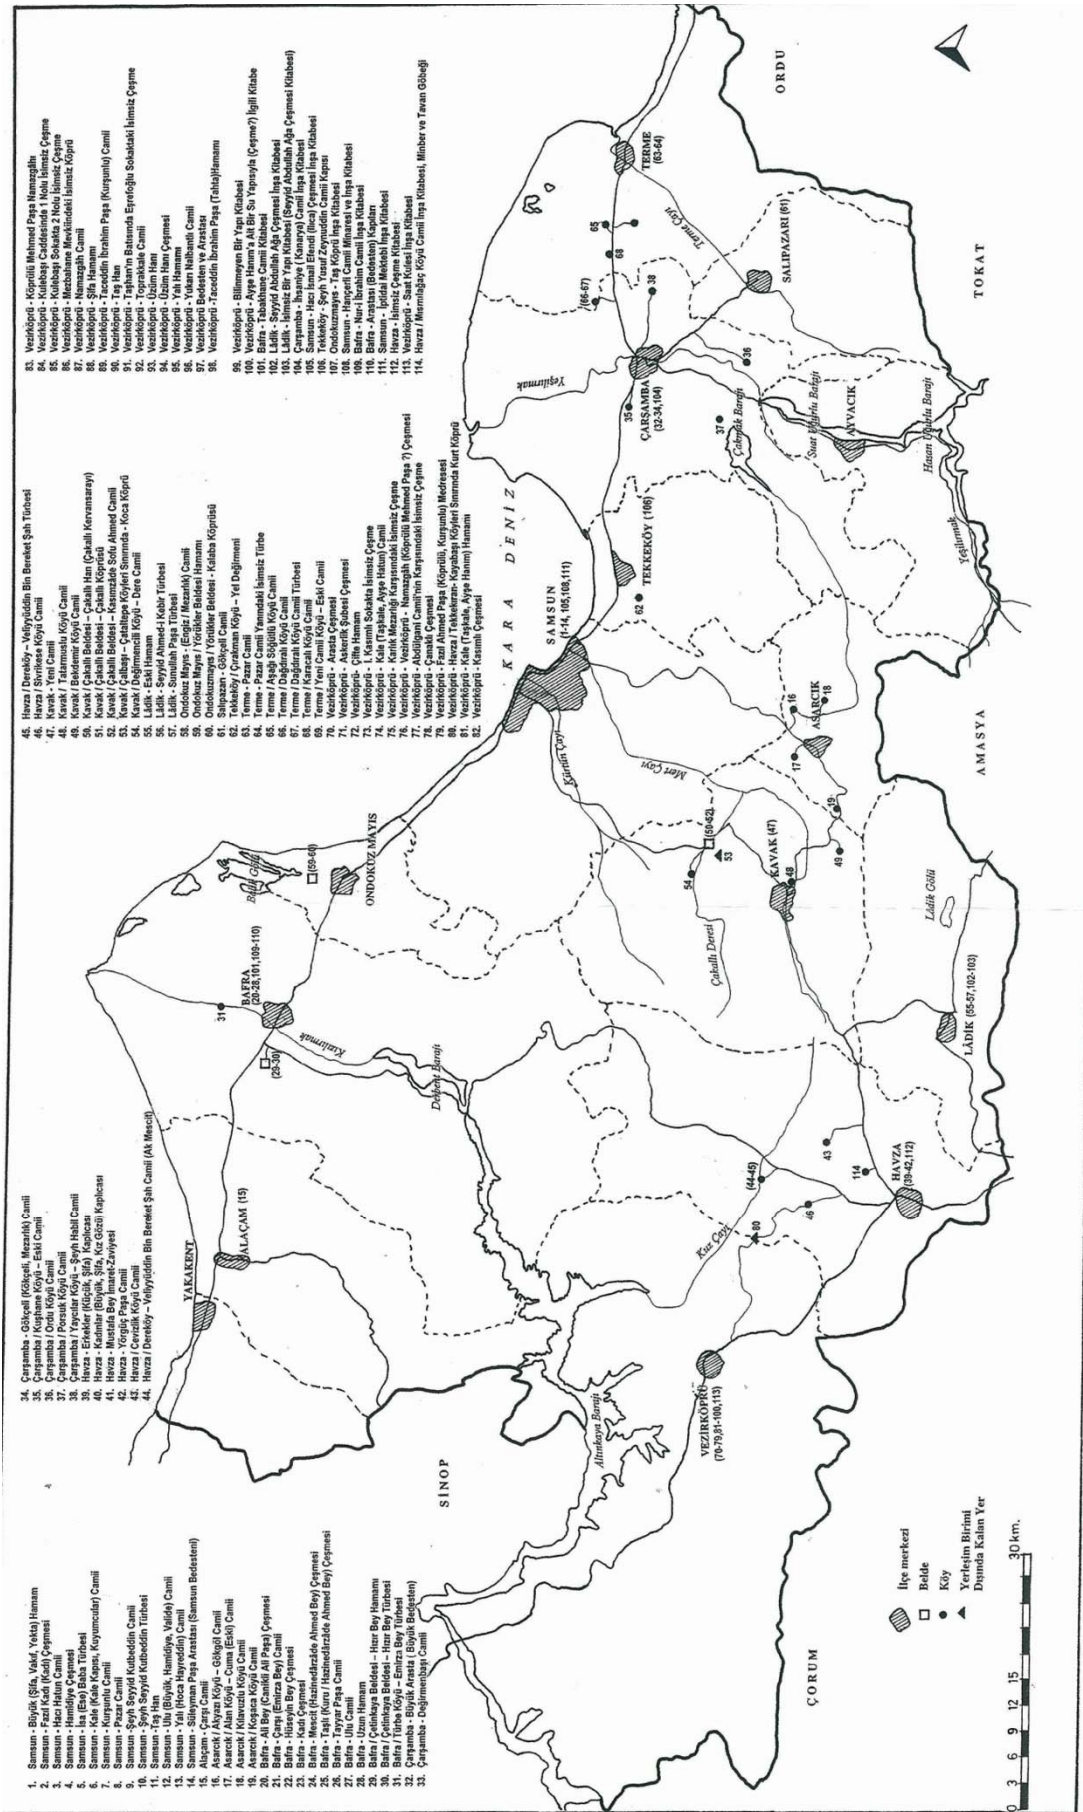 1. Samsun - Büyük (Şifa, Vakıf, Yekta) Hamam
2. Samsun - Fazıl Kadı (Kadı) Çeşmesi
3. Samsun - Hacı Hatun Camii
4. Samsun - Hamidiye Çeşmesi
5. Samsun - İsa (Ese) Baba Türbesi
6. Samsun - Kale (Kale Kapısı, Kuyumcular) Camii
7. Samsun - Kurşunlu Camii
8. Samsun - Pazar Camii
9. Samsun -Şeyh Seyyid Kutbeddin Camii
10. Samsun - Şeyh Seyyid Kutbeddin Türbesi
11. Samsun -Taş Han
12. Samsun - Ulu (Büyük, Hamidiye, Valide) Camii
13. Samsun - Yalı (Hoca Hayreddin) Camii
14. Samsun - Süleyman Paşa Arastası (Samsun Bedesteni)
15. Alaçam - Çarşı Camii
16. Asarcık / Akyazı Köyü – Gökgöl Camii
17. Asarcık / Alan Köyü – Cuma (Eski) Camii
18. Asarcık / Kılavuzlu Köyü Camii
19. Asarcık / Koşaca Köyü Camii
20. Bafra - Ali Bey (Canikli Ali Paşa) Çeşmesi
21. Bafra - Çarşı (Emirza Bey) Camii
22. Bafra - Hüseyin Bey Çeşmesi
23. Bafra - Kadı Çeşmesi
24. Bafra - Mescit (Hazinedârzâde Ahmed Bey) Çeşmesi
25. Bafra - Taşlı (Kuru / Hazinedârzâde Ahmed Bey) Çeşmesi
26. Bafra - Tayyar Paşa Camii
27. Bafra - Ulu Camii
28. Bafra - Uzun Hamam
29. Bafra / Çetinkaya Beldesi – Hızır Bey Hamamı
30. Bafra / Çetinkaya Beldesi – Hızır Bey Türbesi
31. Bafra / Türbe Köyü – Emirza Bey Türbesi
32. Çarşamba - Büyük Arasta ( Büyük Bedesten)
33. Çarşamba - Değirmenbaşı Camii
34. Çarşamba - Gökçeli (Kökçeli, Mezarlık) Camii
35. Çarşamba / Kuşhane Köyü – Eski Camii
36. Çarşamba / Ordu Köyü Camii
37. Çarşamba / Porsuk Köyü Camii
38. Çarşamba / Yaycılar Köyü – Şeyh Habil Camii
39. Havza - Erkekler (Küçük, Şifa) Kaplıcası
40. Havza - Kadınlar (Büyük, Şifa, Kız Gözü) Kaplıcası
41. Havza - Mustafa Bey İmaret-Zaviyesi
42. Havza - Yörgüç Paşa Camii
43. Havza / Cevizlik Köyü Camii
44. Havza / Dereköy – Veliyyüddin Bin Bereket Şah Camii (Ak Mescit)
45. Havza / Dereköy – Veliyyüddin Bin Bereket Şah Türbesi
46. Havza / Sivrikese Köyü Camii
47. Kavak - Yeni Camii
48. Kavak / Tatarmuslu Köyü Camii
49. Kavak / Bekdemir Köyü Camii
50. Kavak / Çakallı Beldesi – Çakallı Han (Çakallı Kervansarayı)
51. Kavak / Çakallı Beldesi – Çakallı Köprüsü
52. Kavak / Çakallı Beldesi – Kasımzâde Sofu Ahmed Camii
53. Kavak / Çalbaşı – Çataltepe Köyleri Sınırında - Koca Köprü
54. Kavak / Değirmencili Köyü – Dere Camii
55. Lâdik - Eski Hamam
56. Lâdik - Seyyid Ahmed-i Kebir Türbesi
57. Lâdik - Sunullah Paşa Türbesi
58. Ondokuz Mayıs - (Engiz / Mezarlık) Camii
59. Ondokuz Mayıs / Yörükler Beldesi Hamamı
60. Ondokuzmayıs / Yörükler Beldesi - Kalaba Köprüsü
61. Salıpazarı - Gökçeli Camii
62. Tekkeköy / Çırakman Köyü – Yel Değirmeni
63. Terme - Pazar Camii
64. Terme - Pazar Camii Yanındaki İsimsiz Türbe
65. Terme / Aşağı Söğütlü Köyü Camii
66. Terme / Dağdıralı Köyü Camii
67. Terme/ Dağdıralı Köyü Camii Türbesi
68. Terme / Karacalı Köyü Camii
69. Terme / Yeni Camii Köyü – Eski Camii
70. Vezirköprü - Arasta Çeşmesi
71. Vezirköprü - Askerlik Şubesi Çeşmesi
72. Vezirköprü - Çifte Hamam
73. Vezirköprü - I. Kasımlı Sokakta İsimsiz Çeşme
74. Vezirköprü - Kale (Taşkale, Ayşe Hatun) Camii
75. Vezirköprü - Kanlık Mezarlığı Karşısındaki İsimsiz Çeşme
76. Vezirköprü - Vezirköprü - Namazgâh (Köprülü Mehmed Paşa ?) Çeşmesi
77. Vezirköprü - Abdülgani Camii'nin Karşısındaki İsimsiz Çeşme
78. Vezirköprü - Çanaklı Çeşmesi
79. Vezirköprü - Fazıl Ahmed Paşa (Köprülü, Kurşunlu) Medresesi
80. Vezirköprü - Havza / Tekkekıran- Kayabaşı Köyleri Sınırında Kurt Köprü
81. Vezirköprü - Kale (Taşkale, Ayşe Hanım) Hamamı
82. Vezirköprü - Kasımlı Çeşmesi
83. Vezirköprü - Köprülü Mehmed Paşa Namazgâhı
84. Vezirköprü - Kulebaşı Caddesinde 1 Nolu İsimsiz Çeşme
85. Vezirköprü - Kulebaşı Sokakta 2 Nolu İsimsiz Çeşme
86. Vezirköprü - Mezbahane Mevkiindeki İsimsiz Köprü
87. Vezirköprü - Namazgâh Camii
88. Vezirköprü - Şifa Hamamı
89. Vezirköprü - Taceddin İbrahim Paşa (Kurşunlu) Camii
90. Vezirköprü - Taş Han
91. Vezirköprü - Taşhan'ın Batısında Eşrefoğlu Sokaktaki İsimsiz Çeşme
92. Vezirköprü - Toprakkale Camii
93. Vezirköprü - Üzüm Hanı
94. Vezirköprü - Üzüm Hanı Çeşmesi
95. Vezirköprü - Yalı Hamamı
96. Vezirköprü - Yukarı Nalbantlı Camii
97. Vezirköprü Bedesten ve Arastası
98. Vezirköprü -Taceddin İbrahim Paşa (Tahta)Hamamı
99. Vezirköprü - Bilinmeyen Bir Yapı Kitabesi
100. Vezirköprü - Ayşe Hanım'a Ait Bir Su Yapısıyla (Çeşme?) İlgili Kitabe
101. Bafra - Tabakhane Camii Kitabesi
102. Lâdik - Seyyid Abdullah Ağa Çeşmesi İnşa Kitabesi
103. Lâdik - İsimsiz Bir Yapı Kitabesi (Seyyid Abdullah Ağa Çeşmesi Kitabesi)
104. Çarşamba - İhsaniye ( Kanarya) Camii İnşa Kitabesi
105. Samsun - Hacı İsmail Efendi (Ilıca) Çeşmesi İnşa Kitabesi
106. Tekkeköy - Şeyh Yusuf Zeynuddin Camii Kapısı
107. Ondokuzmayıs - Taş Köprü İnşa Kitabesi
108. Samsun - Hançerli Camii Minaresi ve İnşa Kitabesi
109. Bafra - Nur-i İbrahim Camii İnşa Kitabesi
110. Bafra - Arastası (Bedesten) Kapıları
111. Samsun - İptidai Mektebi İnşa Kitabesi
112. Havza - İsimsiz Çeşme Kitabesi
113. Vezirköprü - Saat Kulesi İnşa Kitabesi
114. Havza / Mısmılağaç Köyü Camii İnşa Kitabesi, Minber ve Tavan Göbeği
KARA DENİZ
SİNOP
ÇORUM
AMASYA
TOKAT
ORDU
YAKAKENT
ALAÇAM (15)
BAFRA
(20-28,101,109-110)
31
(29-30)
Kızılırmak
Derbent Barajı
Balık Gölü
(59-60)
ONDOKUZ MAYIS
SAMSUN
(1-14, 105,108,111)
Kürtün Çayı
Mert Çayı
TEKKEKÖY (106)
62
ÇARŞAMBA
(32-34,104)
35
36
37
38
Yeşilırmak
Çakmak Barajı
Suat Uğurlu Barajı
AYVACIK
Hasan Uğurlu Barajı
Yeşilırmak
TERME
(63-64)
65
68
(66-67)
Terme Çayı
SALIPAZARI (61)
ASARCIK
16
17
18
19
49
KAVAK (47)
48
(50-52)
53
54
Çakallı Deresi
Lâdik Gölü
LÂDİK (55-57,102-103)
HAVZA
(39-42,112)
43
114
(44-45)
46
80
Kuz Çayı
VEZİRKÖPRÜ
(70-79,81-100,113)
Altınkaya Barajı
İlçe merkezi
Belde
Köy
Yerleşim Birimi
Dışında Kalan Yer
0 3 6 9 12 15 30 km.